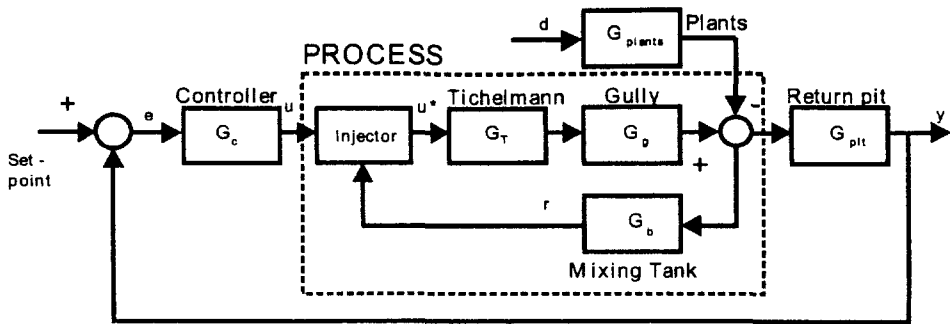 d
G plants
Plants
PROCESS
+
e
Controller
G c
u
Injector
u*
Tichelmann
G T
Gully
G g
+
-
Return pit
G pit
y
Set -
point
r
G b
Mixing Tank